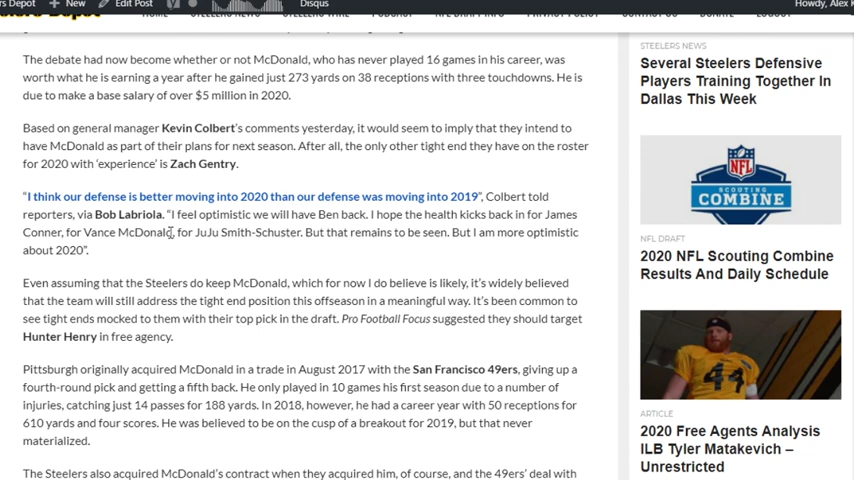 rs Depot
New
Edit Post
Disqus
Howdy, Alex K
The debate had now become whether or not McDonald, who has never played 16 games in his career, was
worth what he is earning a year after he gained just 273 yards on 38 receptions with three touchdowns. He is
due to make a base salary of over $5 million in 2020.
Based on general manager Kevin Colbert's comments yesterday, it would seem to imply that they intend to
have McDonald as part of their plans for next season. After all, the only other tight end they have on the roster
for 2020 with 'experience' is Zach Gentry.
"I think our defense is better moving into 2020 than our defense was moving into 2019", Colbert told
reporters, via Bob Labriola. "I feel optimistic we will have Ben back. I hope the health kicks back in for James
Conner, for Vance McDonald, for JuJu Smith-Schuster. But that remains to be seen. But I am more optimistic
about 2020".
Even assuming that the Steelers do keep McDonald, which for now I do believe is likely, it's widely believed
that the team will still address the tight end position this offseason in a meaningful way. It's been common to
see tight ends mocked to them with their top pick in the draft. Pro Football Focus suggested they should target
Hunter Henry in free agency.
Pittsburgh originally acquired McDonald in a trade in August 2017 with the San Francisco 49ers, giving up a
fourth-round pick and getting a fifth back. He only played in 10 games his first season due to a number of
injuries, catching just 14 passes for 188 yards. In 2018, however, he had a career year with 50 receptions for
610 yards and four scores. He was believed to be on the cusp of a breakout for 2019, but that never
materialized.
The Steelers also acquired McDonald's contract when they acquired him, of course, and the 49ers' deal with
STEELERS NEWS
Several Steelers Defensive
Players Training Together In
Dallas This Week
NFL
COMBINE
NFL DRAFT
2020 NFL Scouting Combine
Results And Daily Schedule
44
ARTICLE
2020 Free Agents Analysis
ILB Tyler Matakevich –
Unrestricted